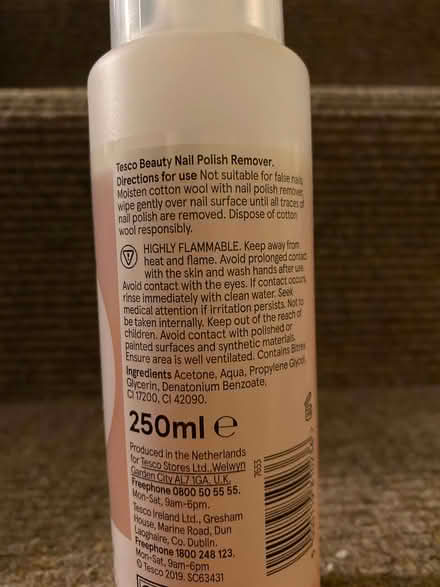 Tesco Beauty Nail Polish Remover.
Directions for use Not suitable for false nails.
Moisten cotton wool with nail polish remover,
wipe gently over nail surface until all traces of
nail polish are removed. Dispose of cotton
wool responsibly.
HIGHLY FLAMMABLE. Keep away from
heat and flame. Avoid prolonged contact
with the skin and wash hands after use.
Avoid contact with the eyes. If contact occurs,
rinse immediately with clean water. Seek
medical attention if irritation persists. Not to
be taken internally. Keep out of the reach of
children. Avoid contact with polished or
painted surfaces and synthetic materials.
Ensure area is well ventilated. Contains Bitrex
Ingredients Acetone, Aqua, Propylene Glycol,
Glycerin, Denatonium Benzoate,
CI 17200, CI 42090.
250ml ℮
Produced in the Netherlands
for Tesco Stores Ltd., Welwyn
Garden City AL7 1GA, U.K.
Freephone 0800 50 55 55.
Mon-Sat, 9am-6pm.
Tesco Ireland Ltd., Gresham
House, Marine Road, Dun
Laoghaire, Co. Dublin.
Freephone 1800 248 123.
Mon-Sat 9am-6pm
© Tesco 2019. SC63431
7653